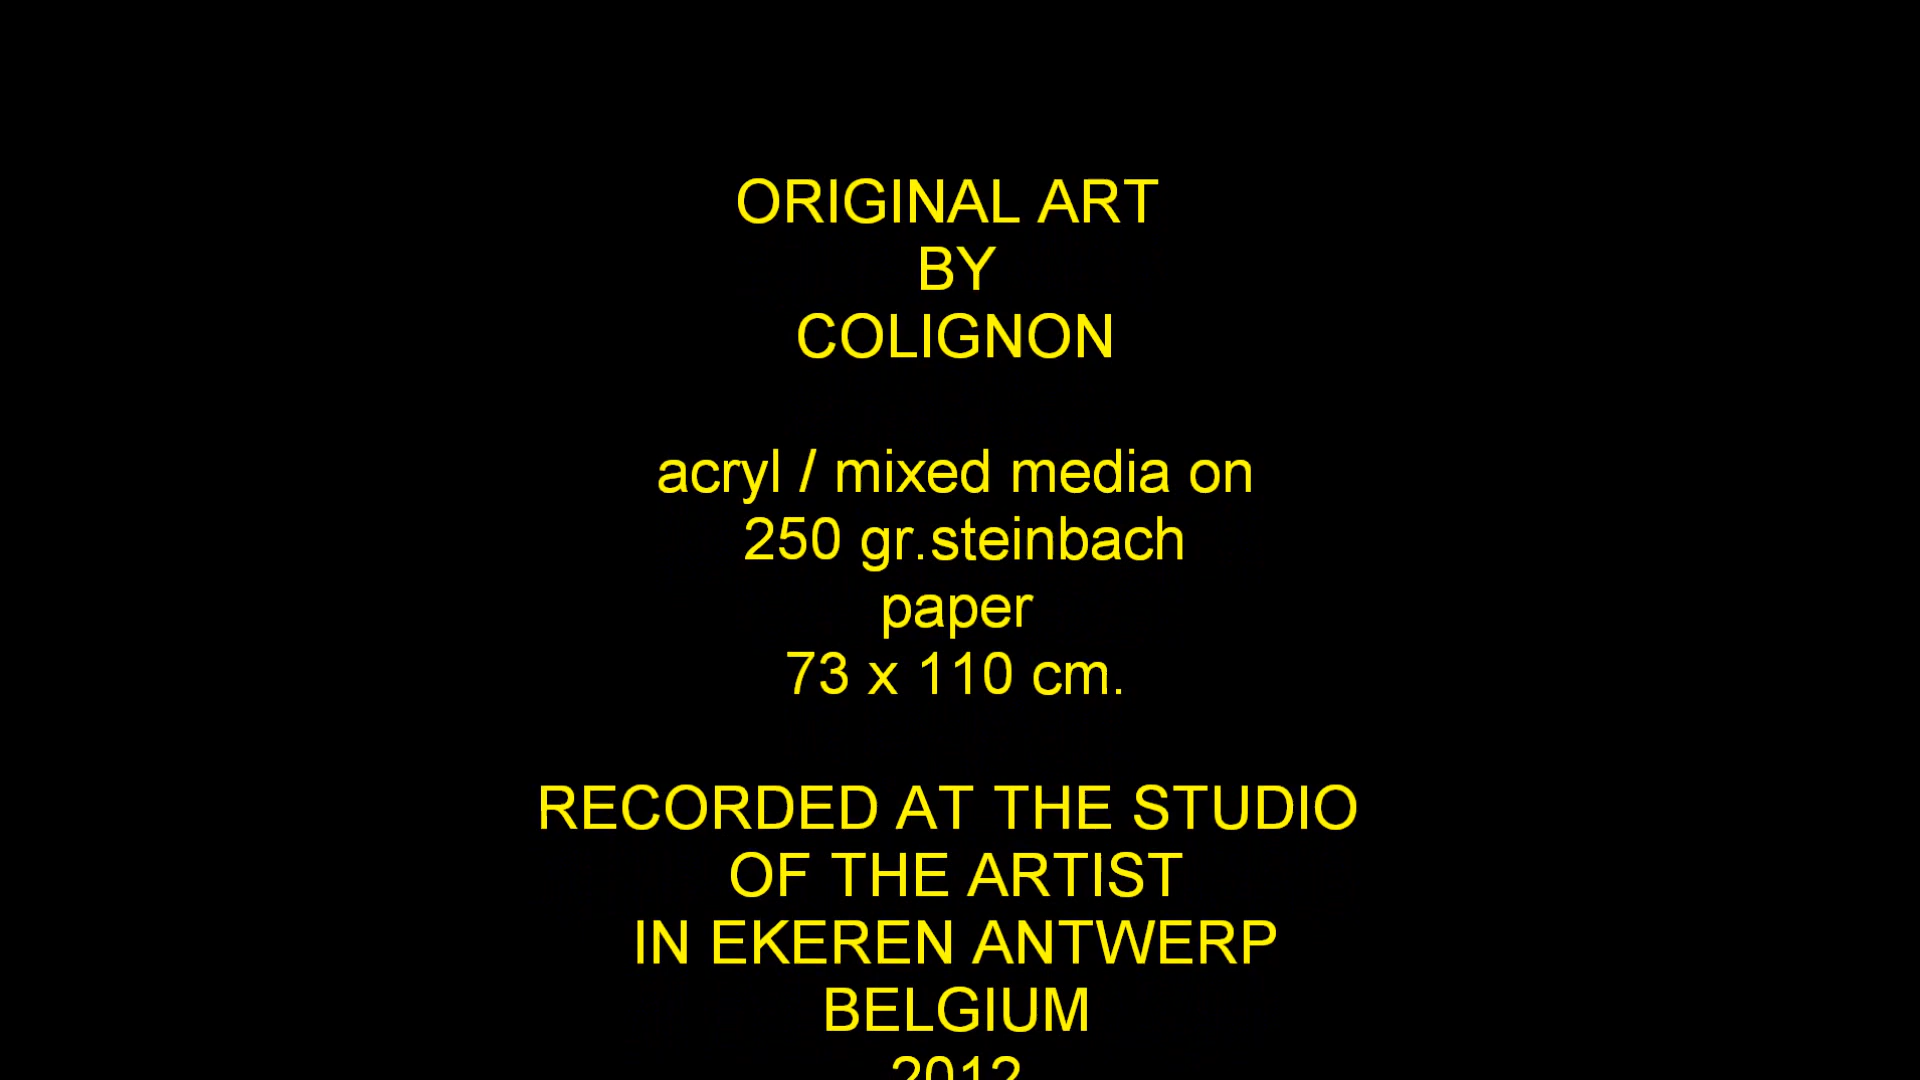 ORIGINAL ART
BY
COLIGNON
acryl / mixed media on
250 gr.steinbach
paper
73 x 110 cm.
RECORDED AT THE STUDIO
OF THE ARTIST
IN EKEREN ANTWERP
BELGIUM
2012